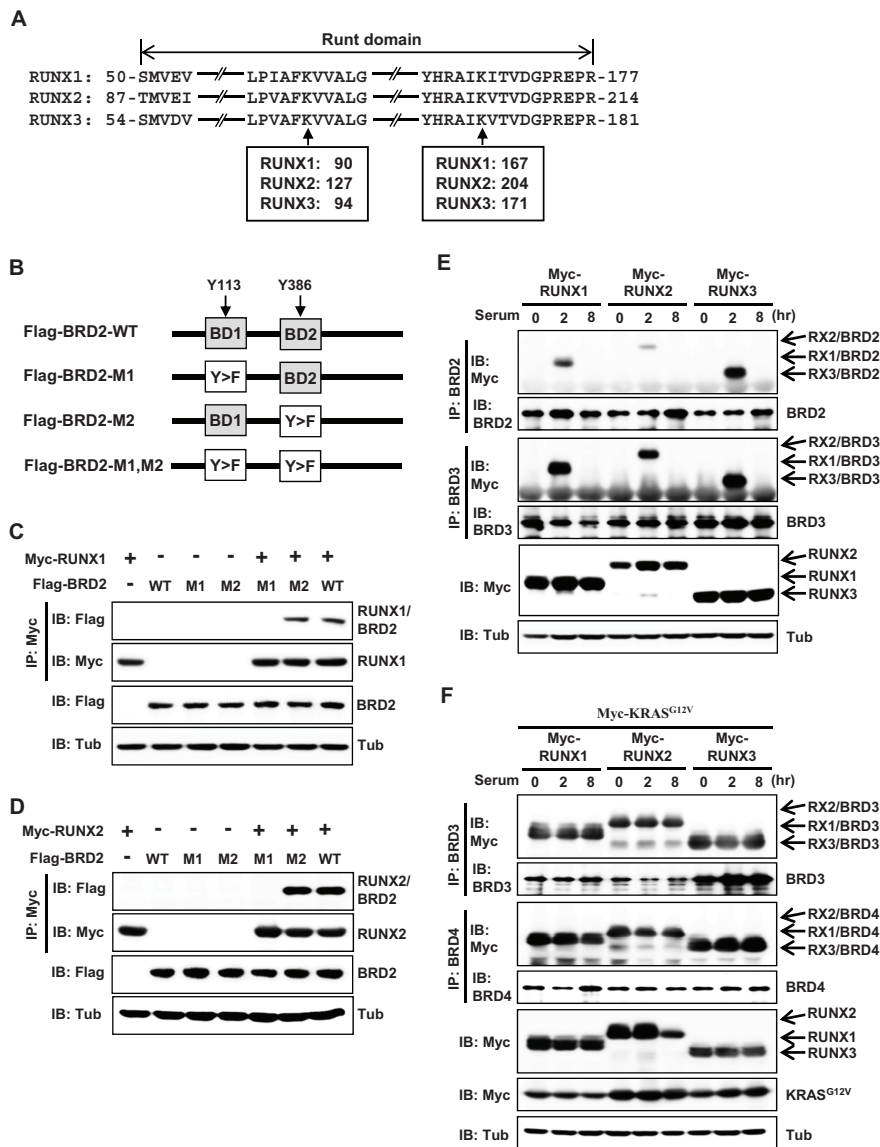 A
Runt domain
RUNX1: 50-SMVEV LPIAFKVVALG YHRAIKITVDGPREPR-177
RUNX2: 87-TMVEI LPVAFKVVALG YHRAIKVTVDGPREPR-214
RUNX3: 54-SMVDV LPVAFKVVALG YHRAIKVTVDGPREPR-181
RUNX1: 90
RUNX2: 127
RUNX3: 94
RUNX1: 167
RUNX2: 204
RUNX3: 171
B
Y113 Y386
Flag-BRD2-WT BD1 BD2
Flag-BRD2-M1 Y>F BD2
Flag-BRD2-M2 BD1 Y>F
Flag-BRD2-M1,M2 Y>F Y>F
C
Myc-RUNX1 + - - - + + +
Flag-BRD2 - WT M1 M2 M1 M2 WT
IP: Myc
IB: Flag RUNX1/
BRD2
IB: Myc RUNX1
IB: Flag BRD2
IB: Tub Tub
D
Myc-RUNX2 + - - - + + +
Flag-BRD2 - WT M1 M2 M1 M2 WT
IP: Myc
IB: Flag RUNX2/
BRD2
IB: Myc RUNX2
IB: Flag BRD2
IB: Tub Tub
E
Myc-
RUNX1
Myc-
RUNX2
Myc-
RUNX3
Serum 0 2 8 0 2 8 0 2 8 (hr)
IP: BRD2
IB:
Myc
RX2/BRD2
RX1/BRD2
RX3/BRD2
IB:
BRD2
BRD2
IP: BRD3
IB:
Myc
RX2/BRD3
RX1/BRD3
RX3/BRD3
IB:
BRD3
BRD3
IB: Myc
RUNX2
RUNX1
RUNX3
IB: Tub Tub
F
Myc-KRASG12V
Myc-
RUNX1
Myc-
RUNX2
Myc-
RUNX3
Serum 0 2 8 0 2 8 0 2 8 (hr)
IP: BRD3
IB:
Myc
RX2/BRD3
RX1/BRD3
RX3/BRD3
IB:
BRD3
BRD3
IP: BRD4
IB:
Myc
RX2/BRD4
RX1/BRD4
RX3/BRD4
IB:
BRD4
BRD4
IB: Myc
RUNX2
RUNX1
RUNX3
IB: Myc KRASG12V
IB: Tub Tub